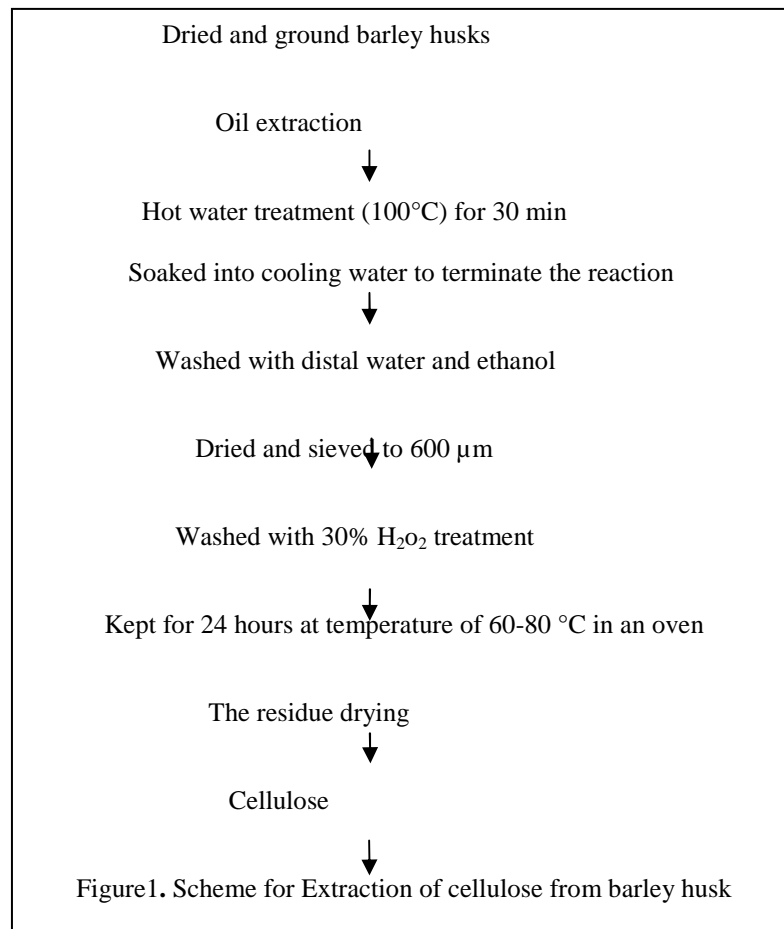 Dried and ground barley husks
Oil extraction
Hot water treatment (100°C) for 30 min
Soaked into cooling water to terminate the reaction
Washed with distal water and ethanol
Dried and sieved to 600 µm
Washed with 30% H₂o₂ treatment
Kept for 24 hours at temperature of 60-80 °C in an oven
The residue drying
Cellulose
Figure1. Scheme for Extraction of cellulose from barley husk